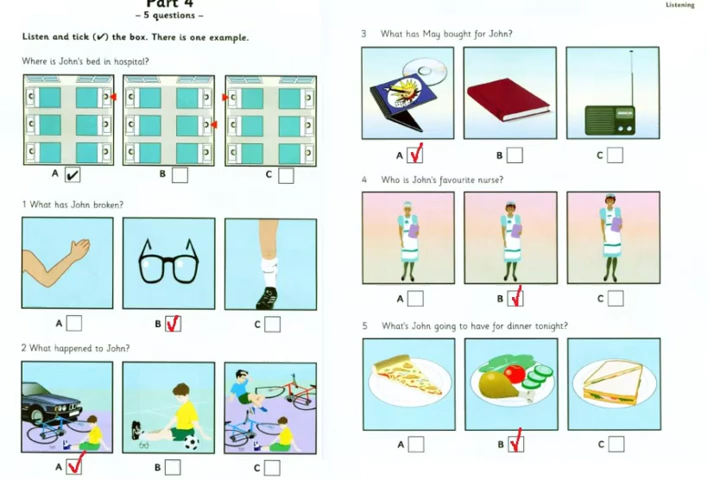 Part 4
– 5 questions –
Listen and tick (✔) the box. There is one example.
Where is John's bed in hospital?
A ✔ B C
1 What has John broken?
A B ✓ C
2 What happened to John?
A ✓ B C
Listening
3 What has May bought for John?
A ✓ B C
4 Who is John's favourite nurse?
A B ✓ C
5 What's John going to have for dinner tonight?
A B ✓ C